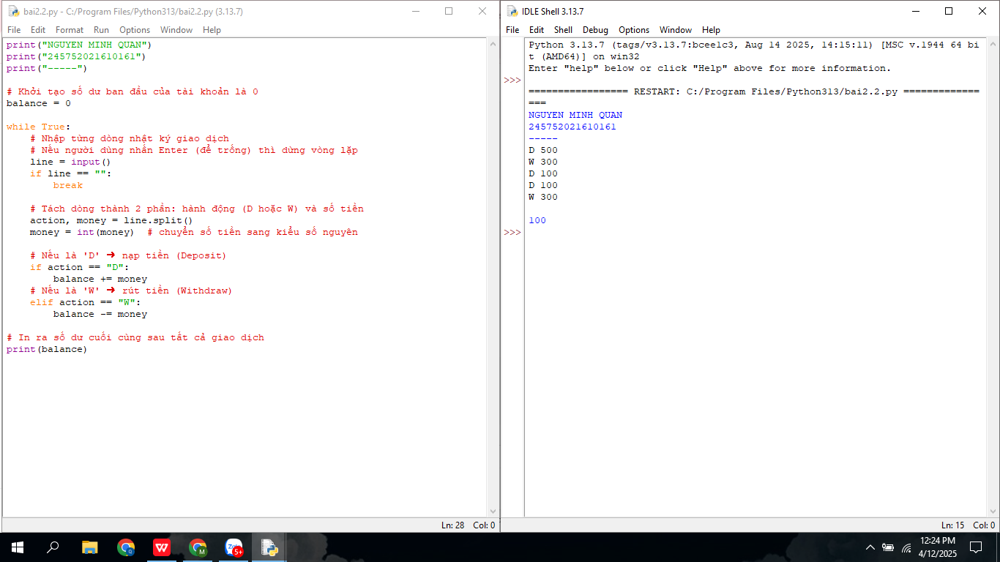 bai2.2.py - C:/Program Files/Python313/bai2.2.py (3.13.7)
File Edit Format Run Options Window Help
print("NGUYEN MINH QUAN")
print("245752021610161")
print("-----")
# Khởi tạo số dư ban đầu của tài khoản là 0
balance = 0
while True:
    # Nhập từng dòng nhật ký giao dịch
    # Nếu người dùng nhấn Enter (để trống) thì dừng vòng lặp
    line = input()
    if line == "":
        break
    # Tách dòng thành 2 phần: hành động (D hoặc W) và số tiền
    action, money = line.split()
    money = int(money)  # chuyển số tiền sang kiểu số nguyên
    # Nếu là 'D' ➜ nạp tiền (Deposit)
    if action == "D":
        balance += money
    # Nếu là 'W' ➜ rút tiền (Withdraw)
    elif action == "W":
        balance -= money
# In ra số dư cuối cùng sau tất cả giao dịch
print(balance)
Ln: 28 Col: 0
IDLE Shell 3.13.7
File Edit Shell Debug Options Window Help
Python 3.13.7 (tags/v3.13.7:bcee1c3, Aug 14 2025, 14:15:11) [MSC v.1944 64 bi
t (AMD64)] on win32
Enter "help" below or click "Help" above for more information.
>>>
================= RESTART: C:/Program Files/Python313/bai2.2.py =============
===
NGUYEN MINH QUAN
245752021610161
-----
D 500
W 300
D 100
D 100
W 300
100
>>>
Ln: 15 Col: 0
Zalo
5+
12:24 PM
4/12/2025